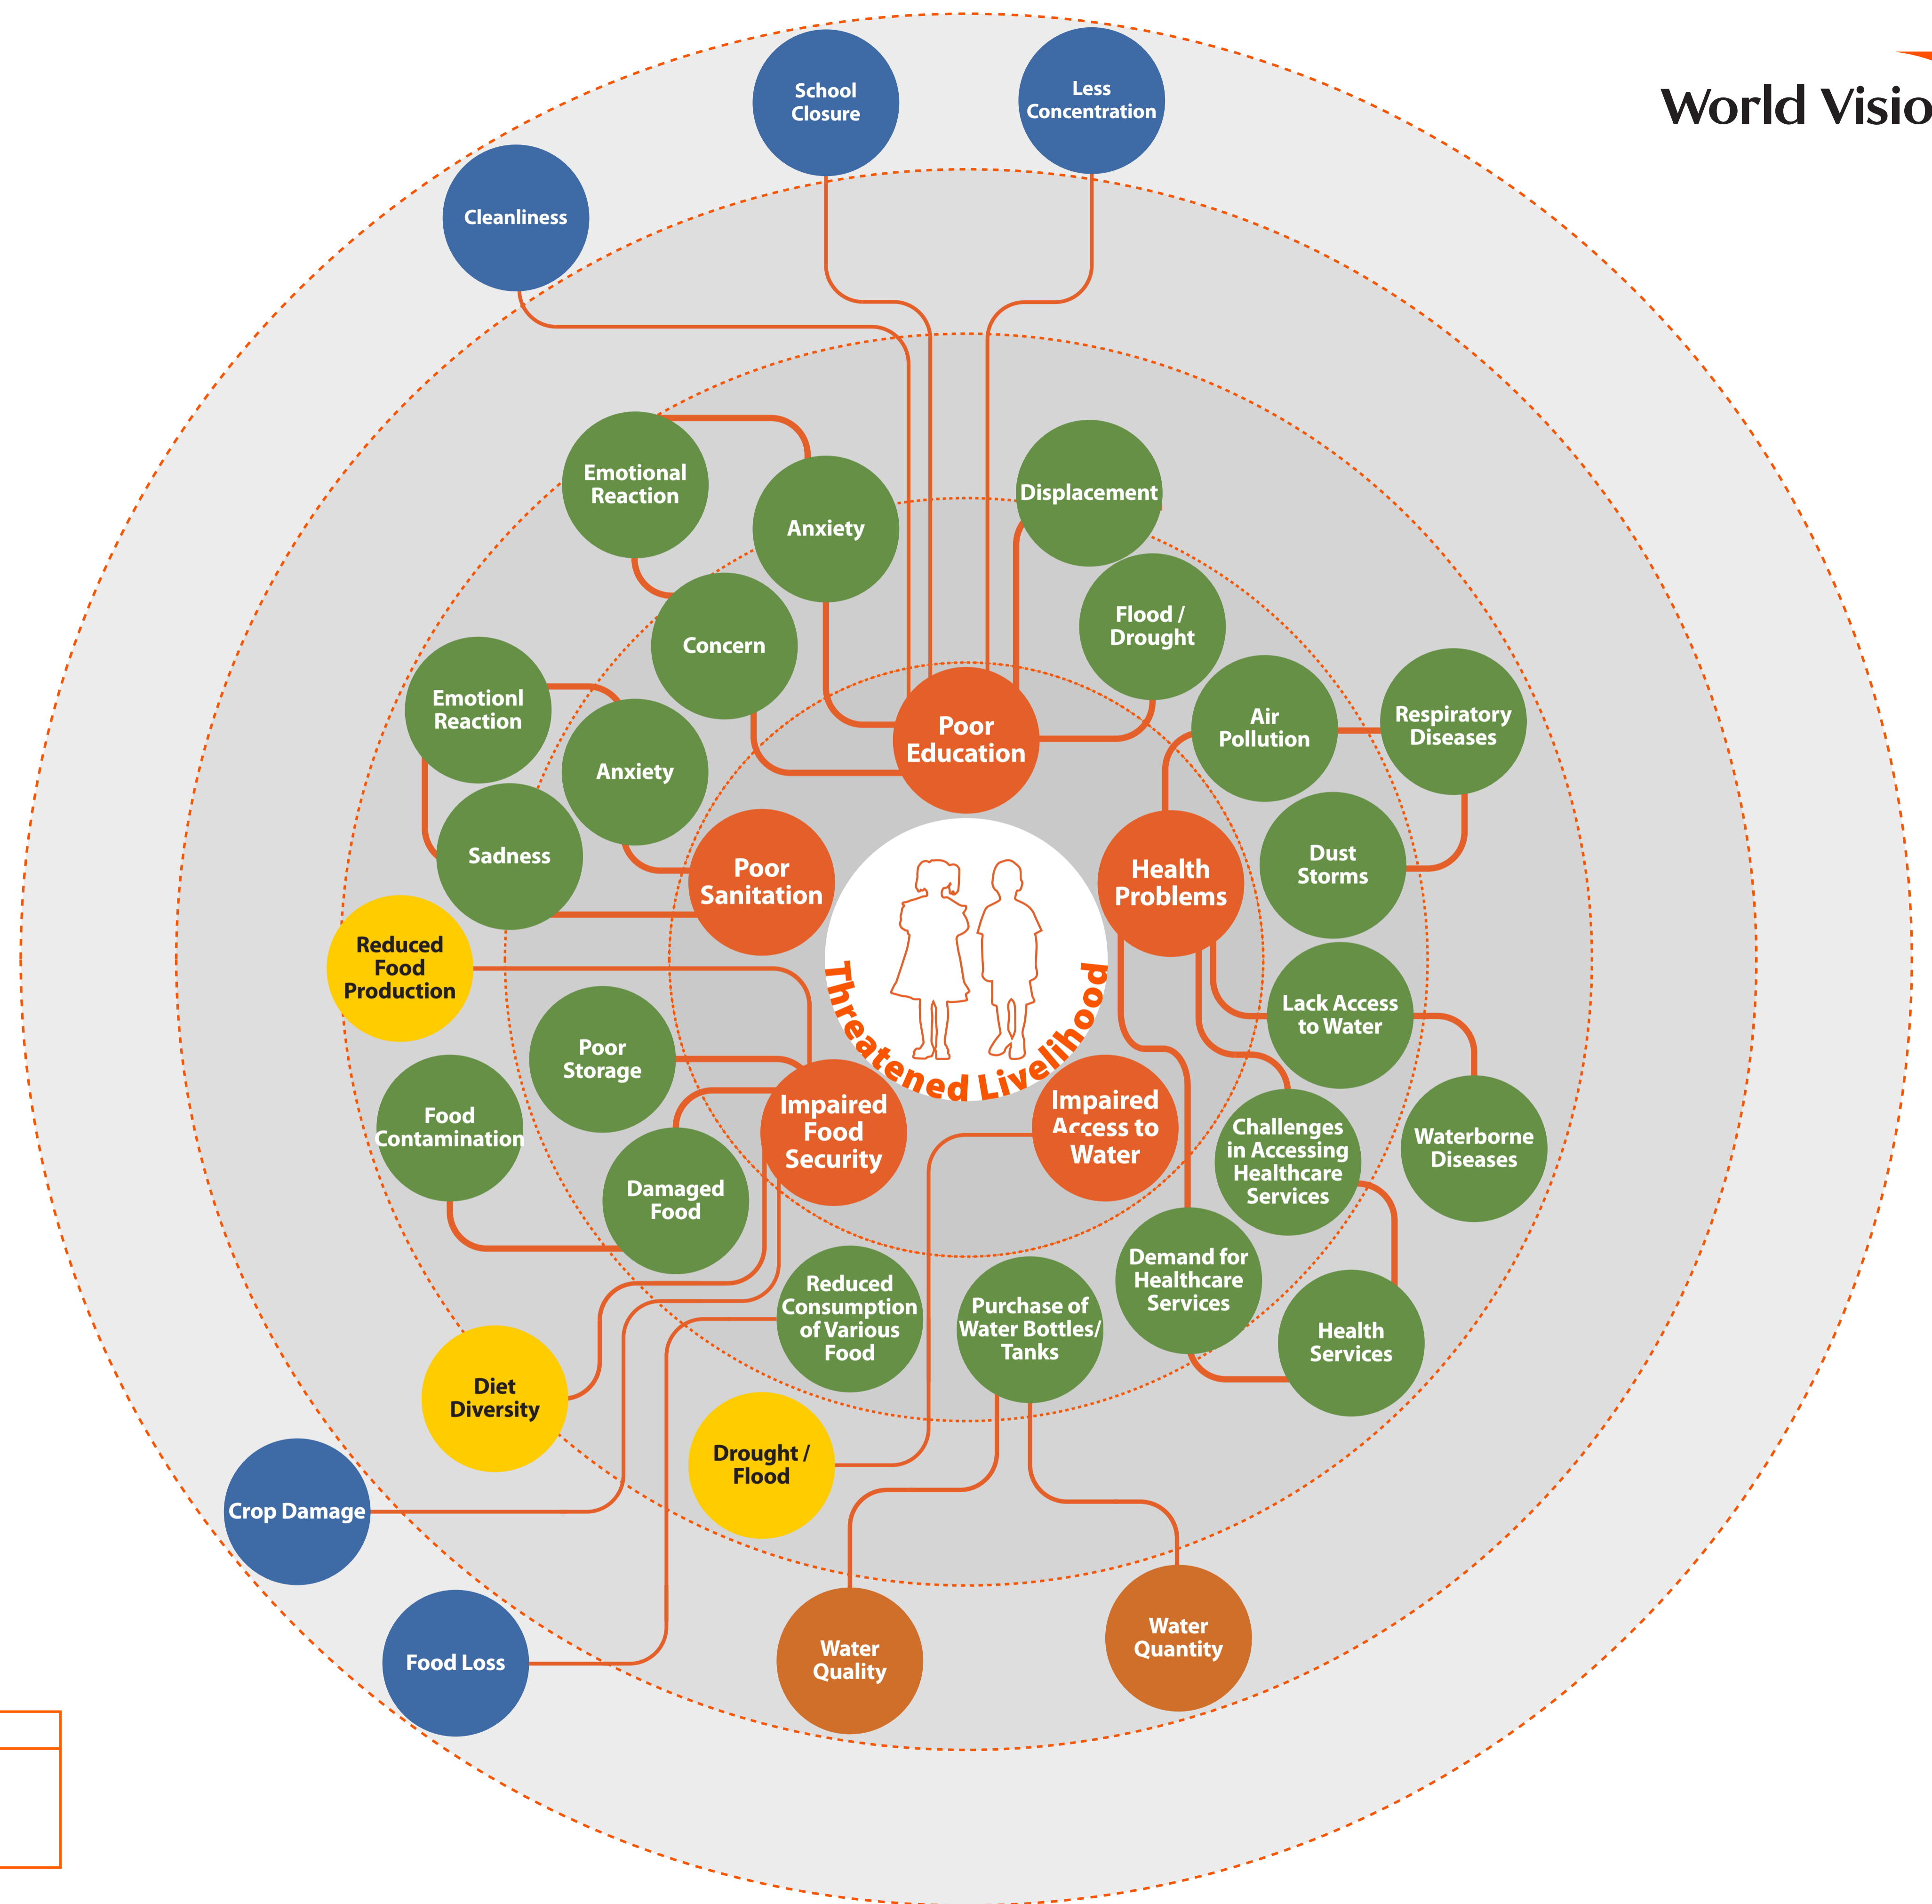 School
Closure
Less
Concentration
World Visio
Cleanliness
Emotional
Reaction
Anxiety
Displacement
Concern
Flood /
Drought
Emotionl
Reaction
Anxiety
Poor
Education
Air
Pollution
Respiratory
Diseases
Sadness
Poor
Sanitation
Health
Problems
Dust
Storms
Reduced
Food
Production
Threatened Livelihood
Lack Access
to Water
Poor
Storage
Food
Contamination
Impaired
Food
Security
Impaired
Access to
Water
Challenges
in Accessing
Healthcare
Services
Waterborne
Diseases
Damaged
Food
Reduced
Consumption
of Various
Food
Purchase of
Water Bottles/
Tanks
Demand for
Healthcare
Services
Health
Services
Diet
Diversity
Drought /
Flood
Crop Damage
Food Loss
Water
Quality
Water
Quantity